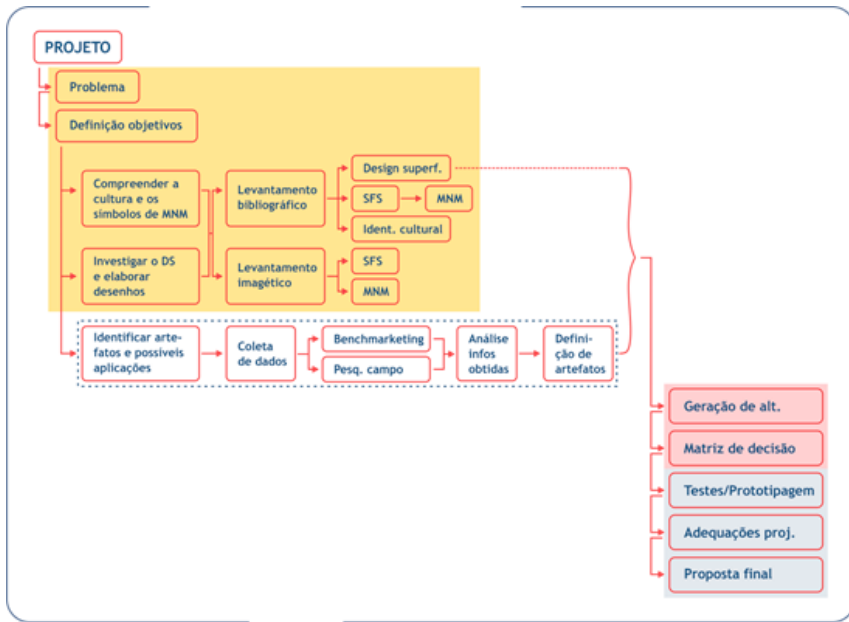 PROJETO
Problema
Definição objetivos
Compreender a
cultura e os
símbolos de MNM
Levantamento
bibliográfico
Design superf.
SFS
MNM
Ident. cultural
Investigar o DS
e elaborar
desenhos
Levantamento
imagético
SFS
MNM
Identificar arte-
fatos e possíveis
aplicações
Coleta
de dados
Benchmarketing
Pesq. campo
Análise
infos
obtidas
Defini-
ção de
artefatos
Geração de alt.
Matriz de decisão
Testes/Prototipagem
Adequações proj.
Proposta final